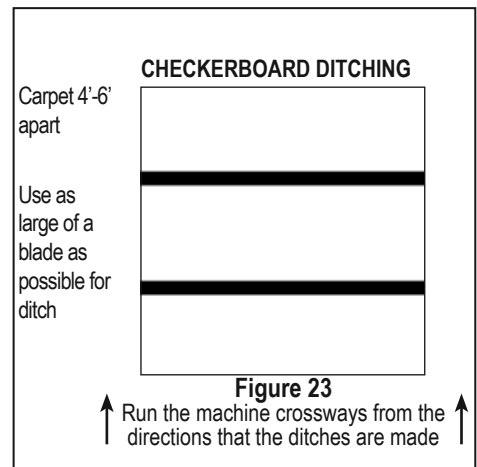 CHECKERBOARD DITCHING
Carpet 4'-6'
apart
Use as
large of a
blade as
possible for
ditch
Figure 23
Run the machine crossways from the
directions that the ditches are made